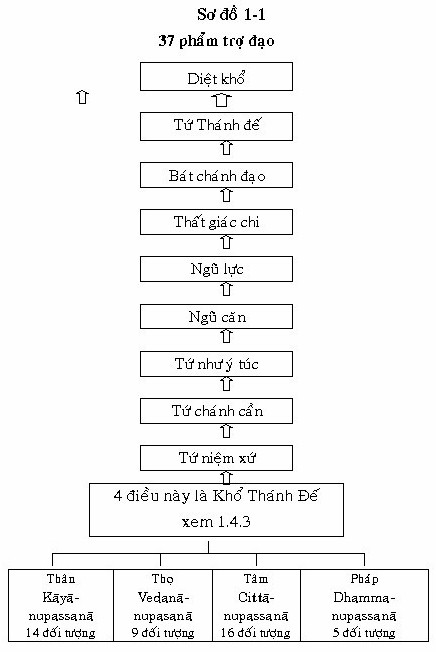 Sơ đồ 1-1
37 phẩm trợ đạo
Diệt khổ
Tứ Thánh đế
Bát chánh đạo
Thất giác chi
Ngũ lực
Ngũ căn
Tứ như ý túc
Tứ chánh cần
Tứ niệm xứ
4 điều này là Khổ Thánh Đế
xem 1.4.3
Thân
Kāyā-
nupassanā
14 đối tượng
Thọ
Vedanā-
nupasanā
9 đối tượng
Tâm
Cittā-
nupassanā
16 đối tượng
Pháp
Dhamma-
nupassanā
5 đối tượng